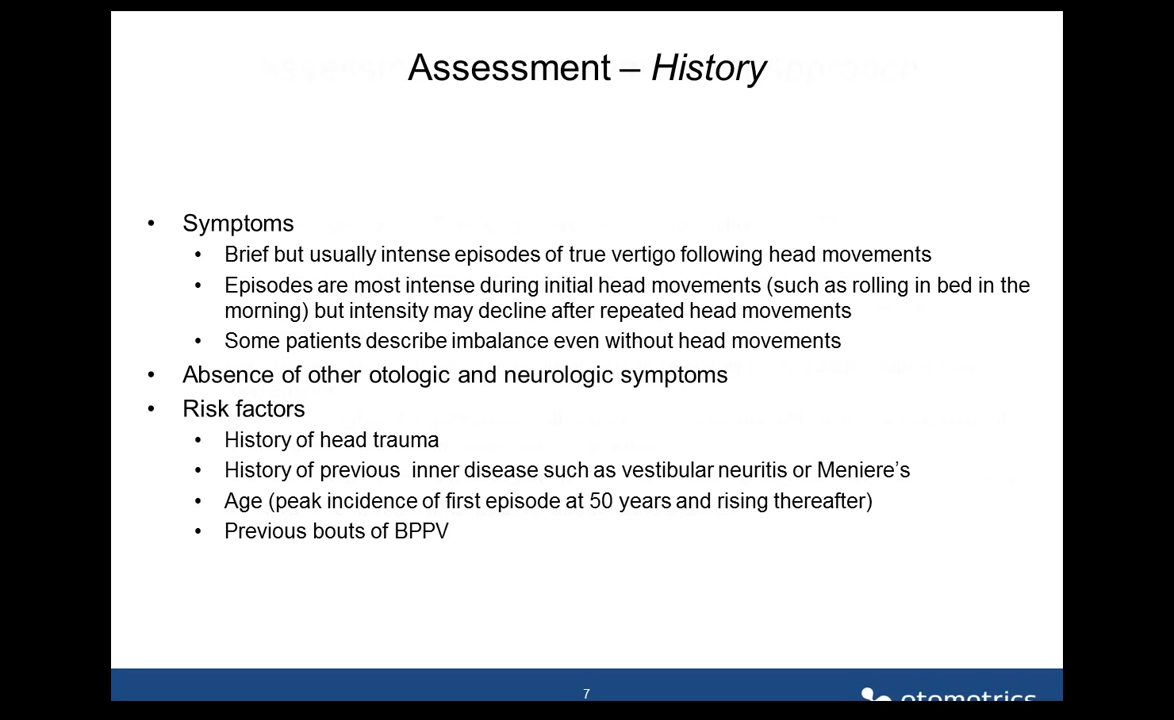 Assessment – History
• Symptoms
• Brief but usually intense episodes of true vertigo following head movements
• Episodes are most intense during initial head movements (such as rolling in bed in the
morning) but intensity may decline after repeated head movements
• Some patients describe imbalance even without head movements
• Absence of other otologic and neurologic symptoms
• Risk factors
• History of head trauma
• History of previous  inner disease such as vestibular neuritis or Meniere’s
• Age (peak incidence of first episode at 50 years and rising thereafter)
• Previous bouts of BPPV
7
otometrics